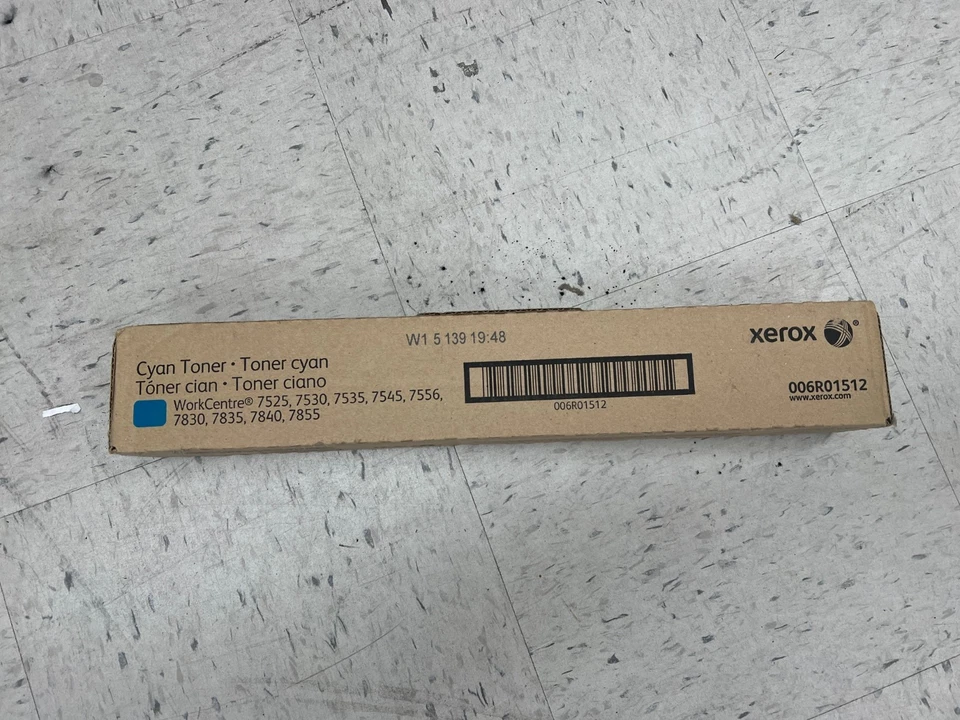 W1 5 139 19:48
xerox ®
Cyan Toner • Toner cyan
Tóner cian • Toner ciano
WorkCentre® 7525, 7530, 7535, 7545, 7556,
7830, 7835, 7840, 7855
006R01512
006R01512
www.xerox.com